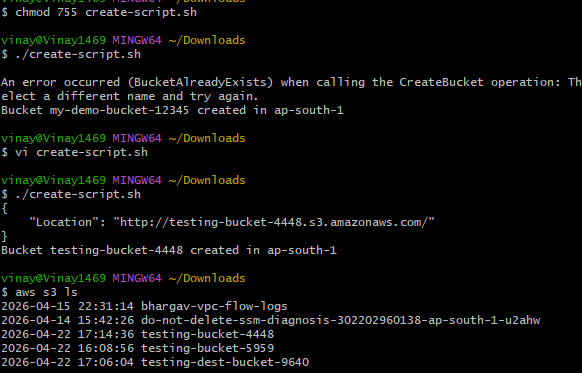 $ chmod 755 create-script.sh
vinay@Vinay1469 MINGW64 ~/Downloads
$ ./create-script.sh
An error occurred (BucketAlreadyExists) when calling the CreateBucket operation: Th
elect a different name and try again.
Bucket my-demo-bucket-12345 created in ap-south-1
vinay@Vinay1469 MINGW64 ~/Downloads
$ vi create-script.sh
vinay@Vinay1469 MINGW64 ~/Downloads
$ ./create-script.sh
{
    "Location": "http://testing-bucket-4448.s3.amazonaws.com/"
}
Bucket testing-bucket-4448 created in ap-south-1
vinay@Vinay1469 MINGW64 ~/Downloads
$ aws s3 ls
2026-04-15 22:31:14 bhargav-vpc-flow-logs
2026-04-14 15:42:26 do-not-delete-ssm-diagnosis-302202960138-ap-south-1-u2ahw
2026-04-22 17:14:36 testing-bucket-4448
2026-04-22 16:08:56 testing-bucket-5959
2026-04-22 17:06:04 testing-dest-bucket-9640